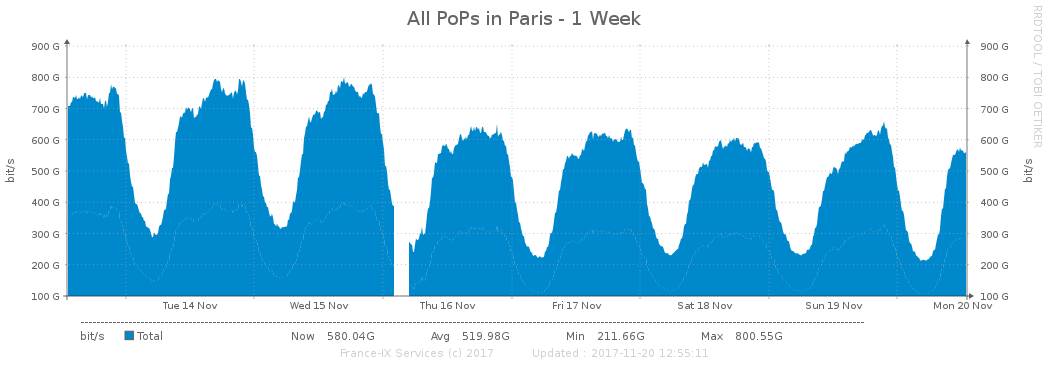 All PoPs in Paris - 1 Week
RRDTOOL / TOBI OETIKER
900 G 900 G
800 G 800 G
700 G 700 G
600 G 600 G
500 G 500 G
400 G 400 G
300 G 300 G
200 G 200 G
100 G 100 G
bit/s bit/s
Tue 14 Nov Wed 15 Nov Thu 16 Nov Fri 17 Nov Sat 18 Nov Sun 19 Nov Mon 20 Nov
bit/s Total Now 580.04G Avg 519.98G Min 211.66G Max 800.55G
France-IX Services (c) 2017 Updated : 2017-11-20 12:55:11